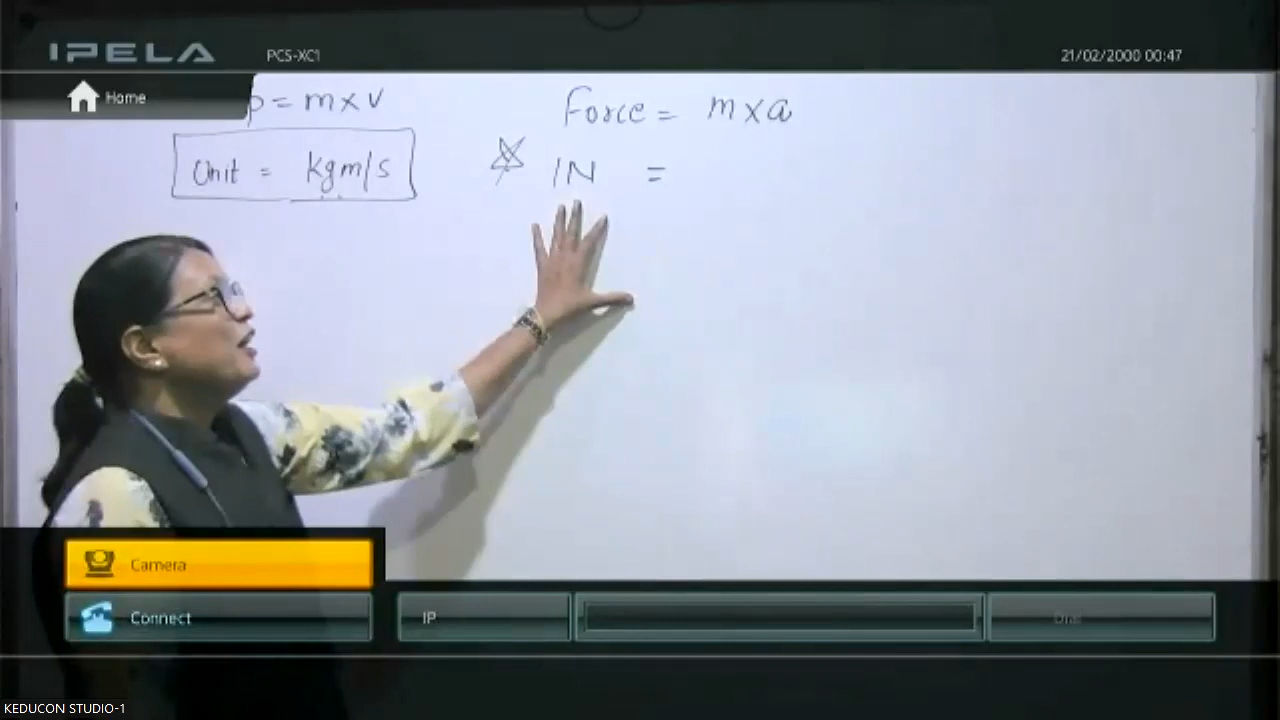 IPELA PCS-XC1 21/02/2000 00:47
Home
p = m x v
Force = m x a
Unit = kgm/s
1N =
Camera
Connect
IP
Dial
KEDUCON STUDIO-1